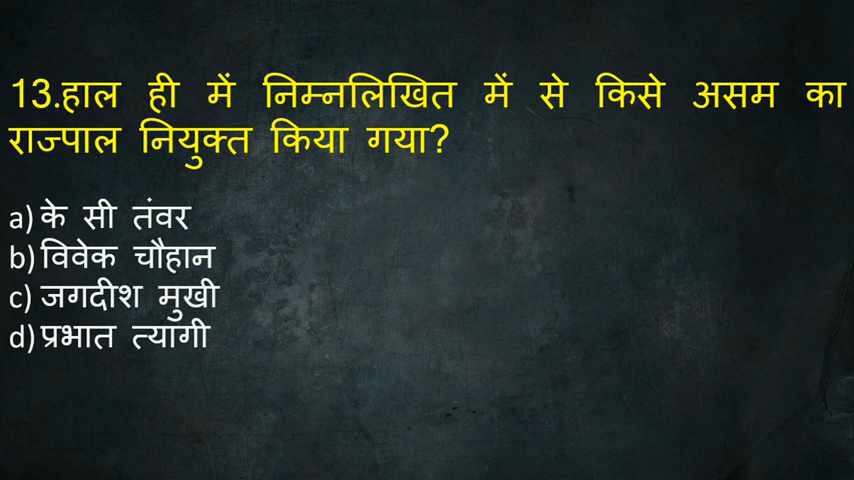 13.हाल ही में निम्नलिखित में से किसे असम का
राज्पाल नियुक्त किया गया?
a) के सी तंवर
b) विवेक चौहान
c) जगदीश मुखी
d) प्रभात त्यागी